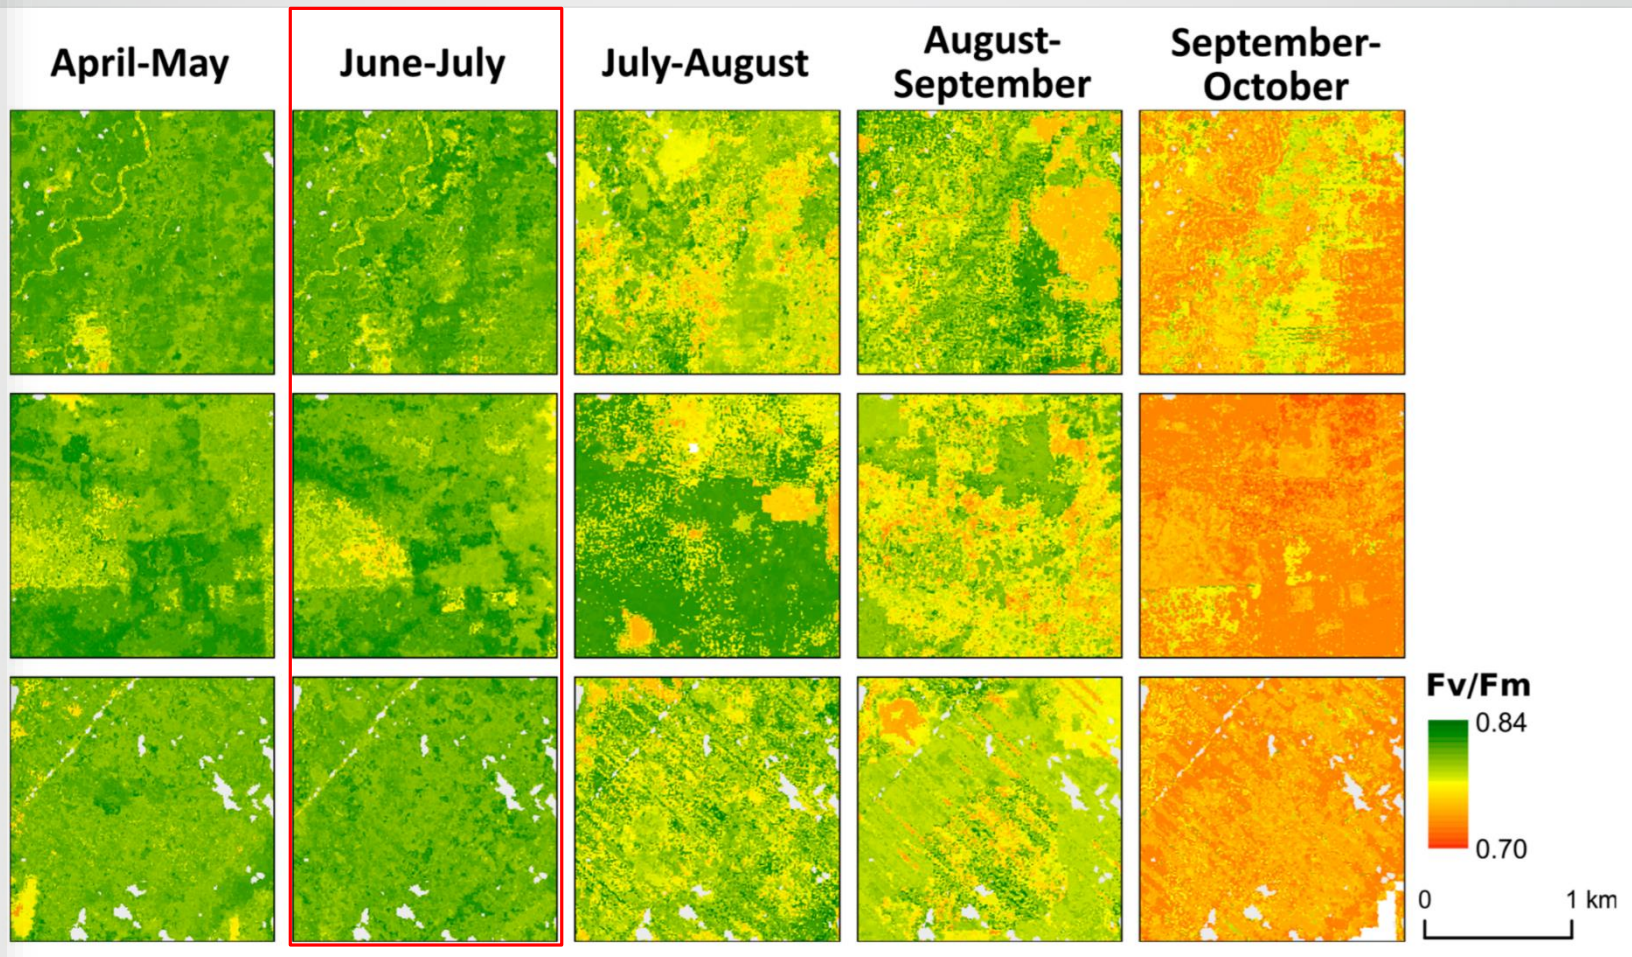 April-May
June-July
July-August
August-
September
September-
October
Fv/Fm
0.84
0.70
0
1 km